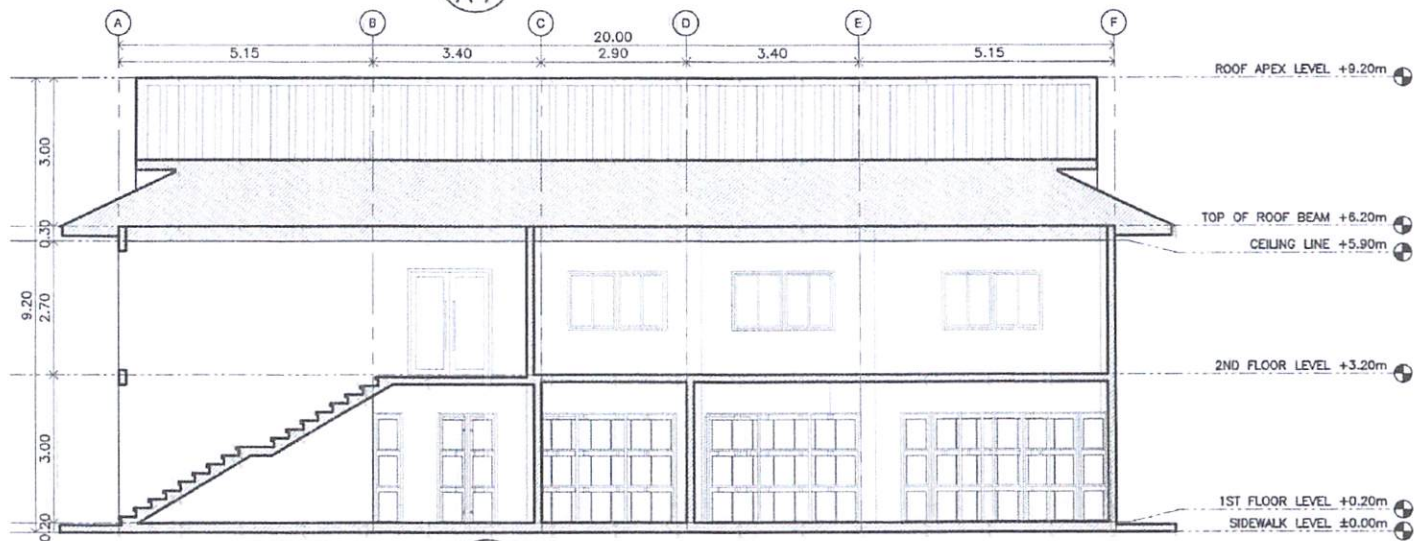 A B C D E F
20.00
5.15 3.40 2.90 3.40 5.15
ROOF APEX LEVEL +9.20m
3.00
TOP OF ROOF BEAM +6.20m
0.30
CEILING LINE +5.90m
9.20
2.70
2ND FLOOR LEVEL +3.20m
3.00
1ST FLOOR LEVEL +0.20m
0.20
SIDEWALK LEVEL ±0.00m